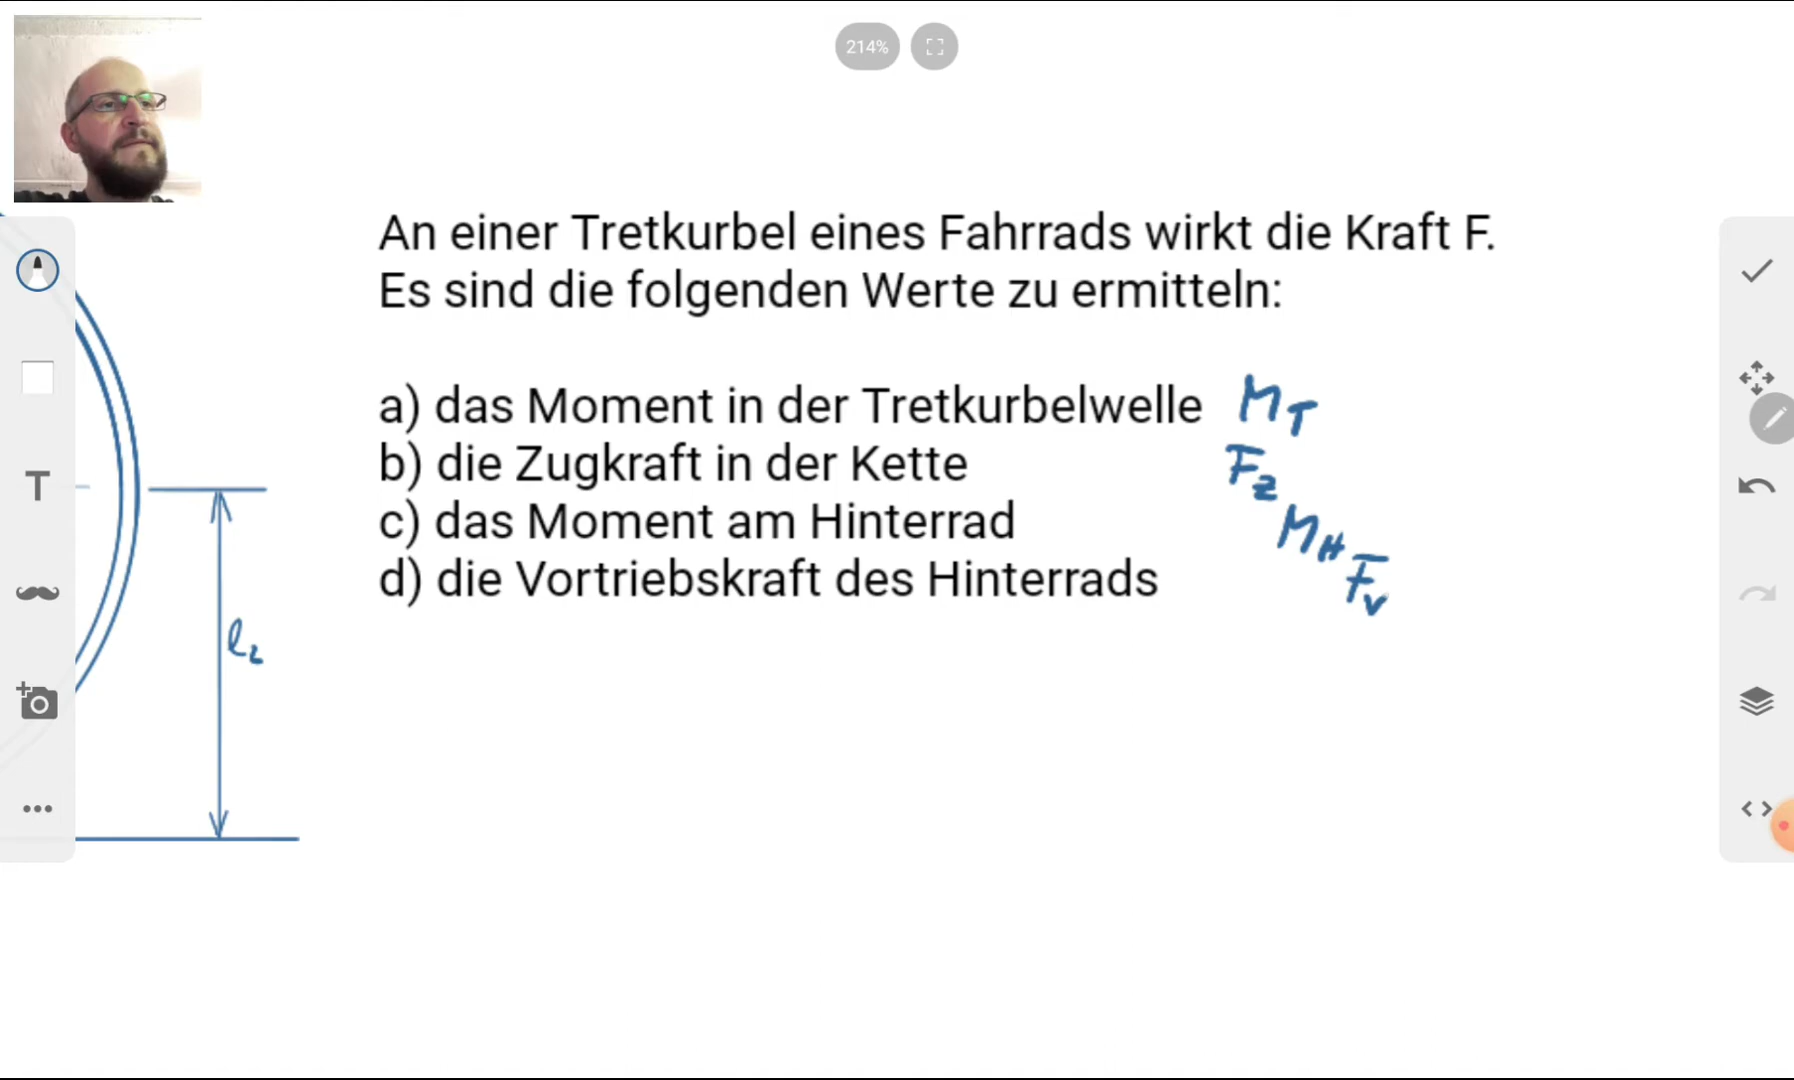 214%
An einer Tretkurbel eines Fahrrads wirkt die Kraft F.
Es sind die folgenden Werte zu ermitteln:
a) das Moment in der Tretkurbelwelle M_T
b) die Zugkraft in der Kette F_Z
c) das Moment am Hinterrad M_H
d) die Vortriebskraft des Hinterrads F_V
T
l_2